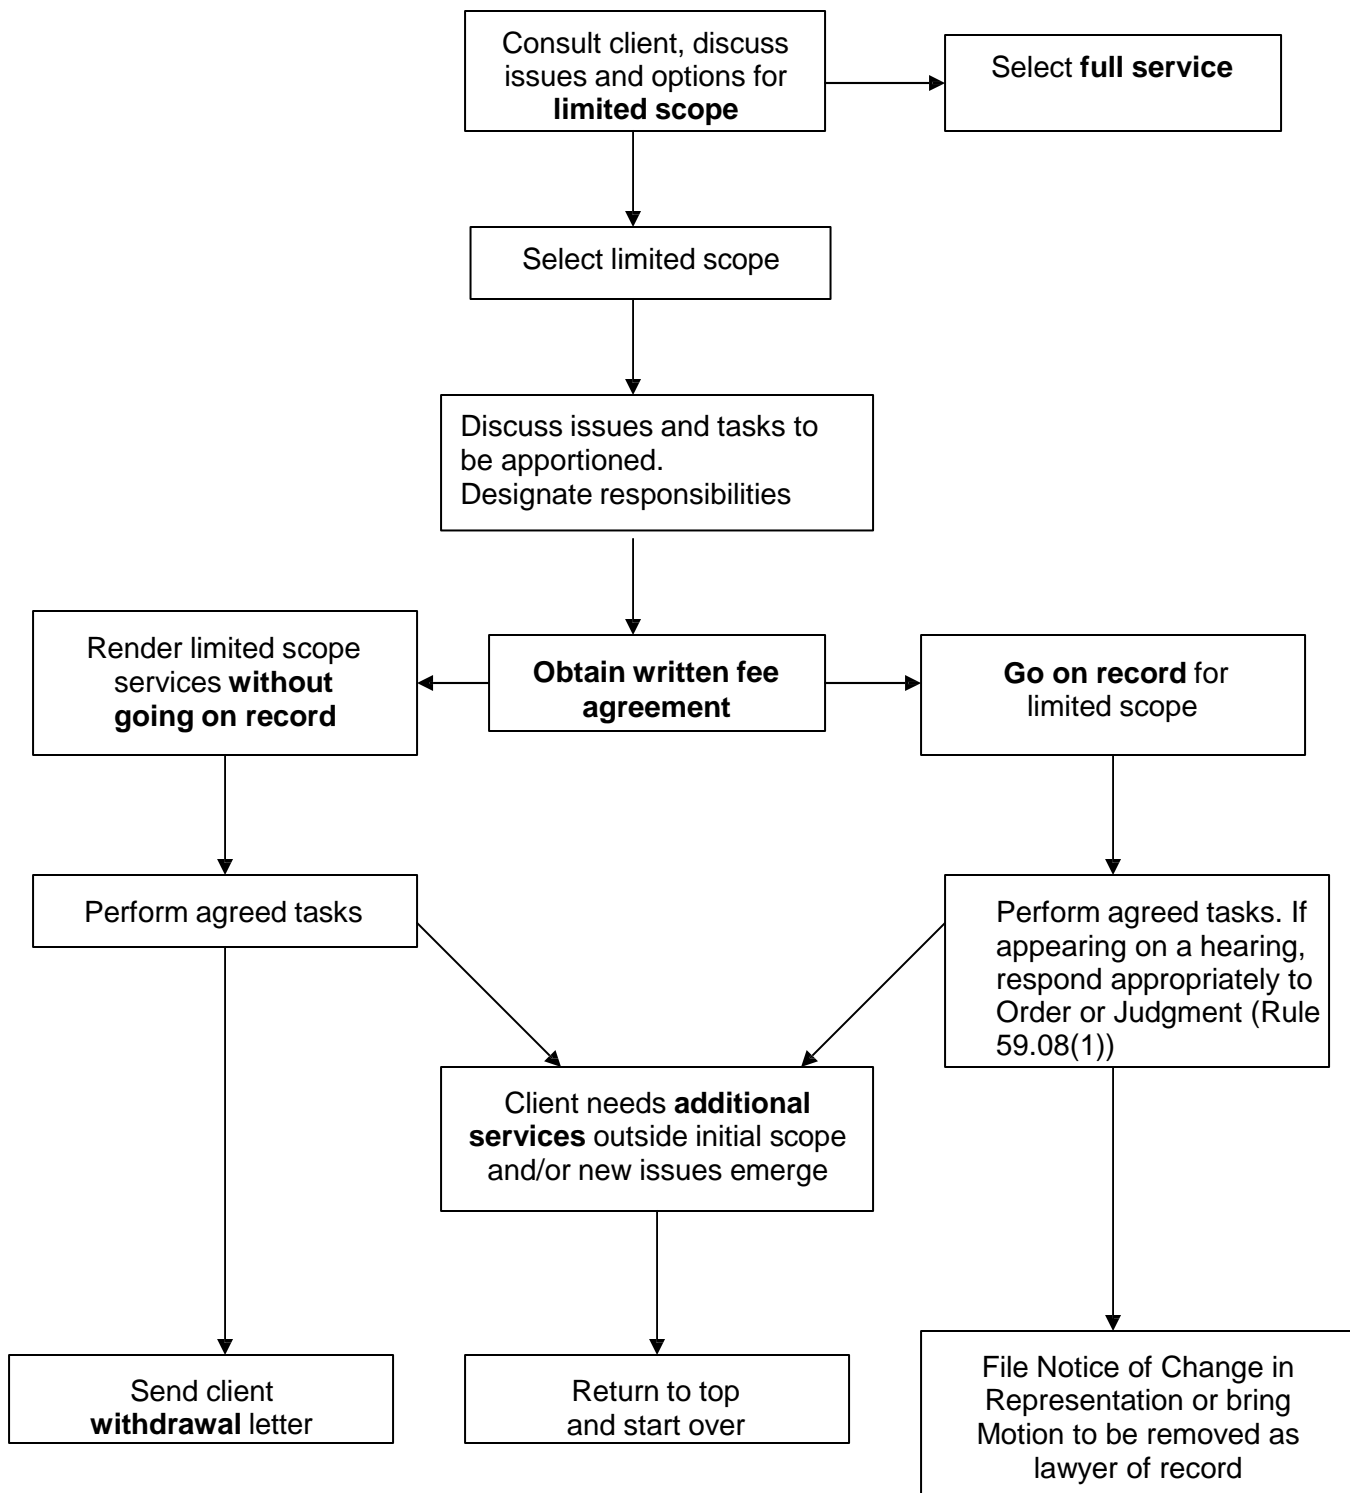 Consult client, discuss
issues and options for
limited scope
Select full service
Select limited scope
Discuss issues and tasks to
be apportioned.
Designate responsibilities
Render limited scope
services without
going on record
Obtain written fee
agreement
Go on record for
limited scope
Perform agreed tasks
Perform agreed tasks. If
appearing on a hearing,
respond appropriately to
Order or Judgment (Rule
59.08(1))
Client needs additional
services outside initial scope
and/or new issues emerge
Send client
withdrawal letter
Return to top
and start over
File Notice of Change in
Representation or bring
Motion to be removed as
lawyer of record